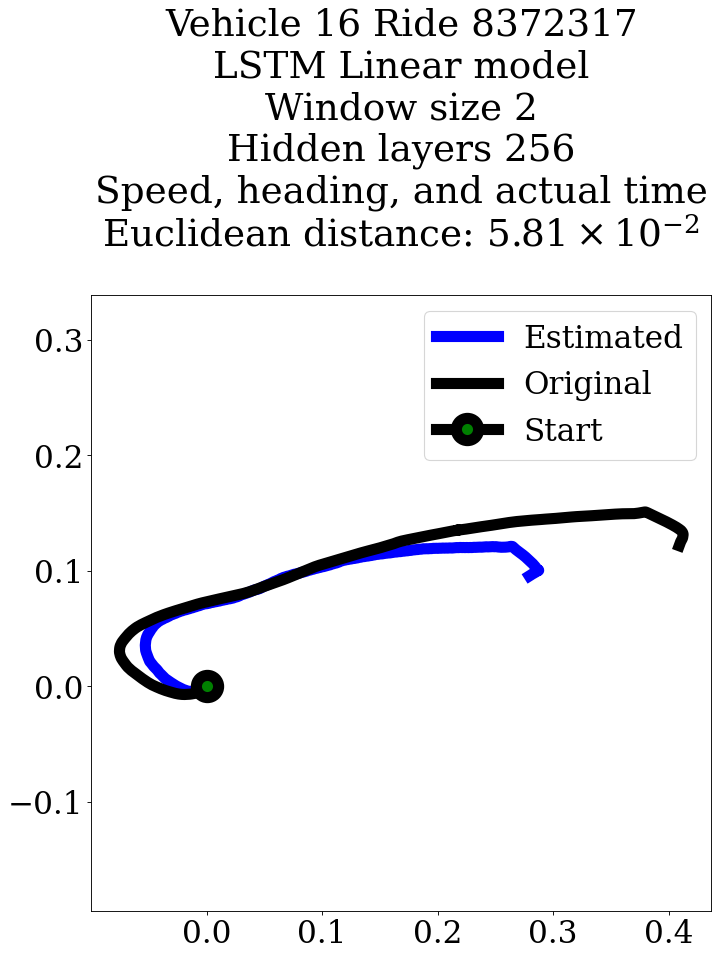 Vehicle 16 Ride 8372317
LSTM Linear model
Window size 2
Hidden layers 256
Speed, heading, and actual time
Euclidean distance: 5.81 × 10⁻²
Estimated
Original
Start
0.3
0.2
0.1
0.0
−0.1
0.0 0.1 0.2 0.3 0.4